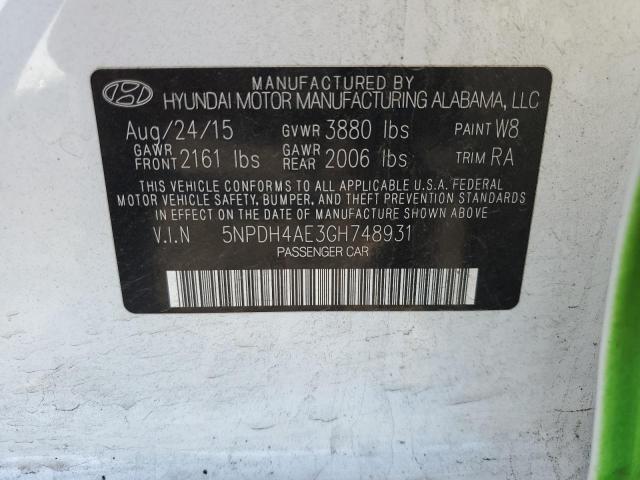 MANUFACTURED BY
HYUNDAI MOTOR MANUFACTURING ALABAMA, LLC
Aug/24/15 GVWR 3880 lbs PAINT W8
GAWR FRONT 2161 lbs GAWR REAR 2006 lbs TRIM RA
THIS VEHICLE CONFORMS TO ALL APPLICABLE U.S.A. FEDERAL
MOTOR VEHICLE SAFETY, BUMPER, AND THEFT PREVENTION STANDARDS
IN EFFECT ON THE DATE OF MANUFACTURE SHOWN ABOVE.
V.I.N 5NPDH4AE3GH748931
PASSENGER CAR